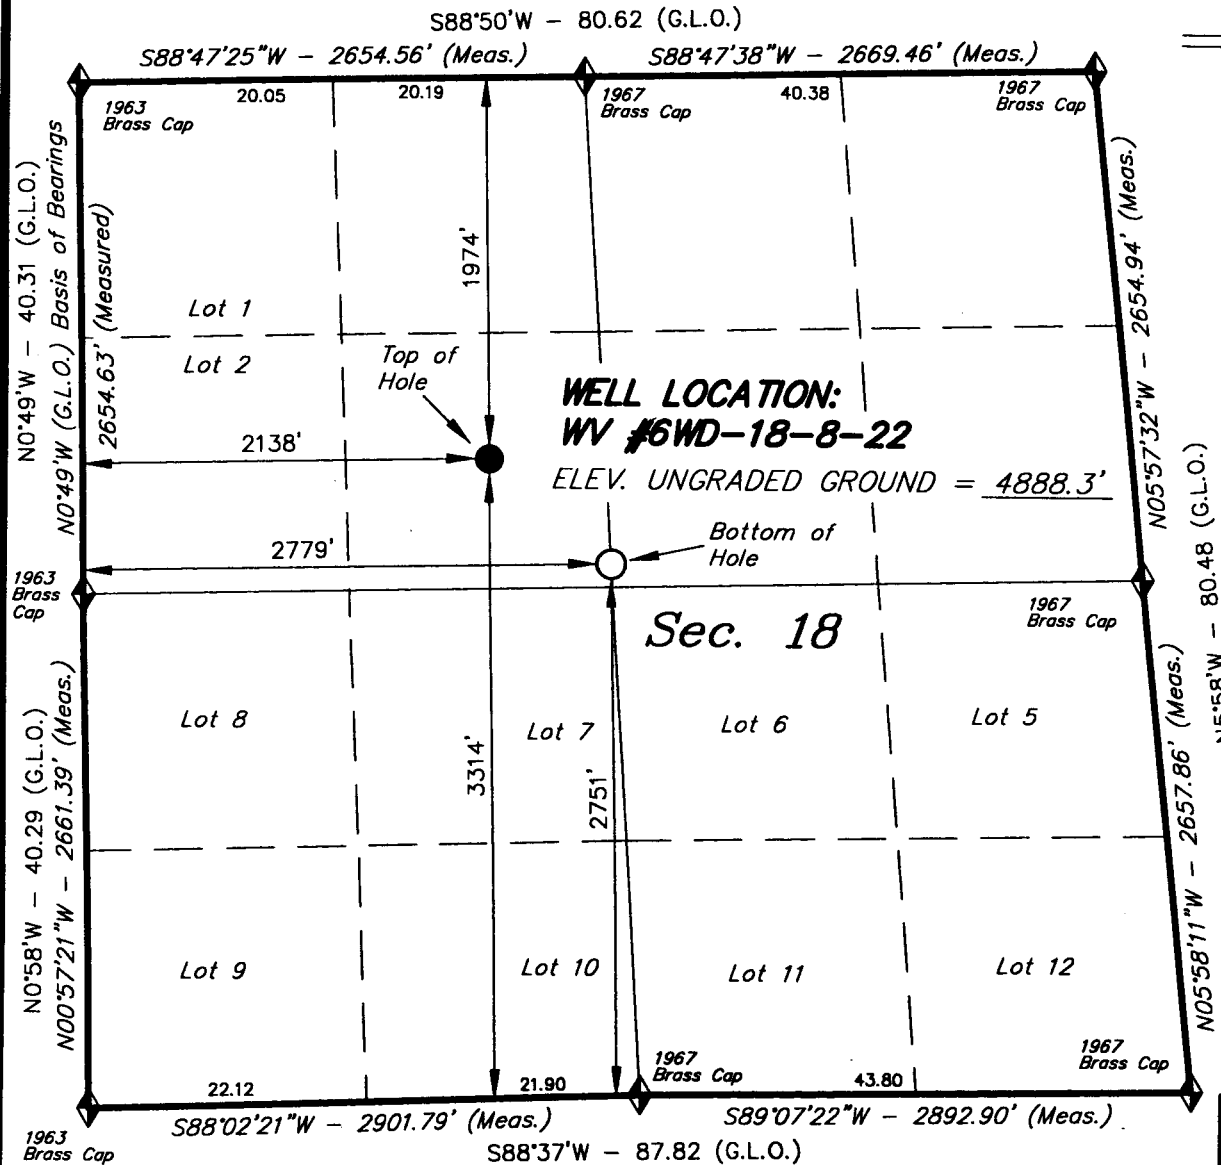 S88°50'W – 80.62 (G.L.O.)
S88°47'25"W – 2654.56' (Meas.)
S88°47'38"W – 2669.46' (Meas.)
1963
Brass Cap
20.05
20.19
1967
Brass Cap
40.38
1967
Brass Cap
N0°49'W – 40.31 (G.L.O.)
N0°49'W (G.L.O.) Basis of Bearings
2654.63' (Measured)
1974'
N05°57'32"W – 2654.94' (Meas.)
Lot 1
Lot 2
Top of
Hole
WELL LOCATION:
WV #6WD–18–8–22
ELEV. UNGRADED GROUND = 4888.3'
2138'
2779'
Bottom of
Hole
1963
Brass
Cap
1967
Brass Cap
Sec. 18
N5°58'W – 80.48 (G.L.O.)
Lot 8
Lot 7
Lot 6
Lot 5
3314'
2751'
N0°58'W – 40.29 (G.L.O.)
N00°57'21"W – 2661.39' (Meas.)
N05°58'11"W – 2657.86' (Meas.)
Lot 9
Lot 10
Lot 11
Lot 12
22.12
21.90
1967
Brass Cap
43.80
1967
Brass Cap
S88°02'21"W – 2901.79' (Meas.)
S89°07'22"W – 2892.90' (Meas.)
1963
Brass Cap
S88°37'W – 87.82 (G.L.O.)